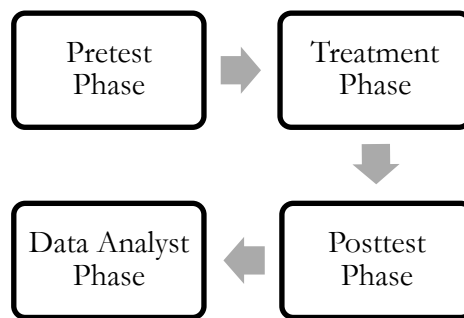 Pretest
Phase
Treatment
Phase
Data Analyst
Phase
Posttest
Phase